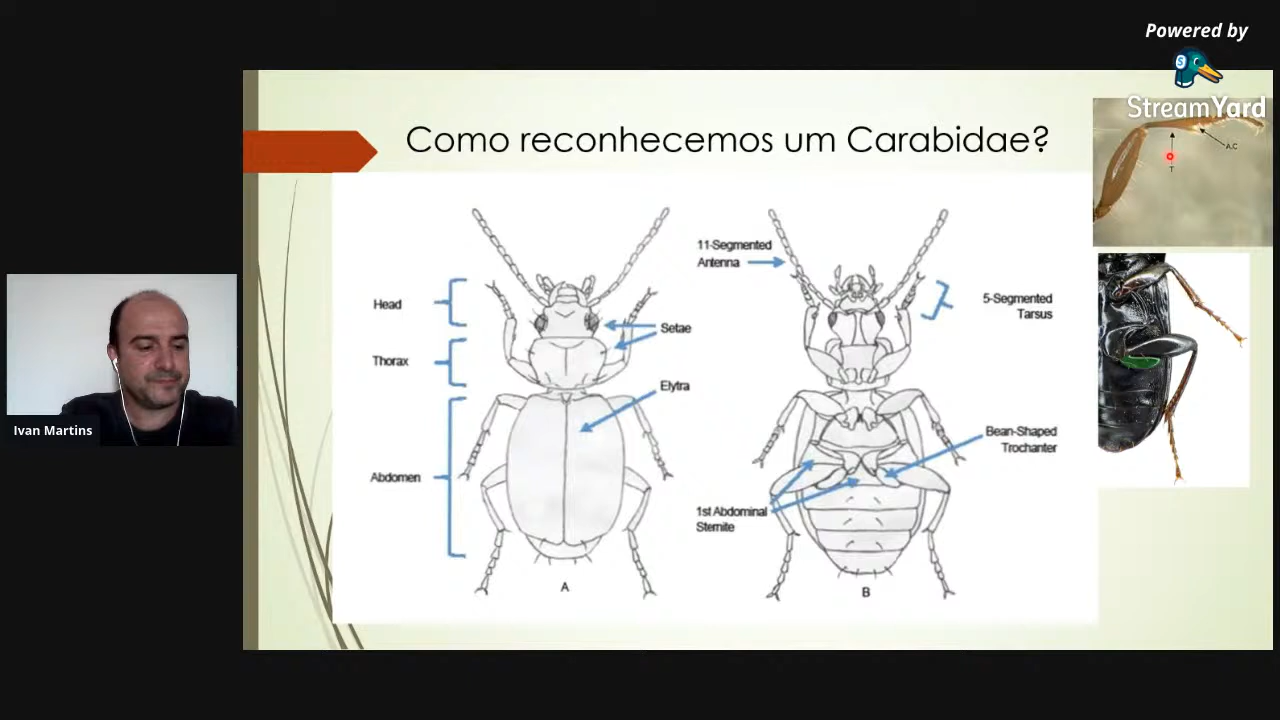 Powered by
StreamYard
Como reconhecemos um Carabidae?
A.C
T
11-Segmented
Antenna
Head
5-Segmented
Tarsus
Setae
Thorax
Elytra
Ivan Martins
Bean-Shaped
Trochanter
Abdomen
1st Abdominal
Sternite
A
B